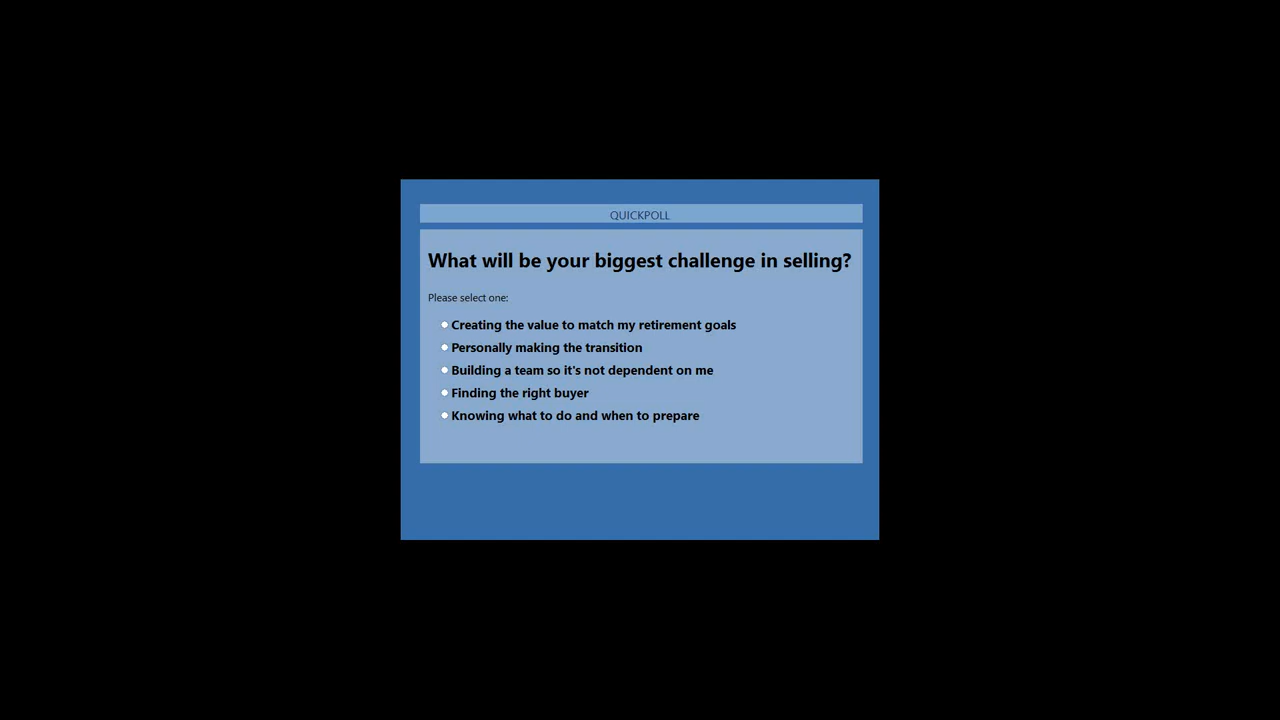 QUICKPOLL
What will be your biggest challenge in selling?
Please select one:
Creating the value to match my retirement goals
Personally making the transition
Building a team so it's not dependent on me
Finding the right buyer
Knowing what to do and when to prepare